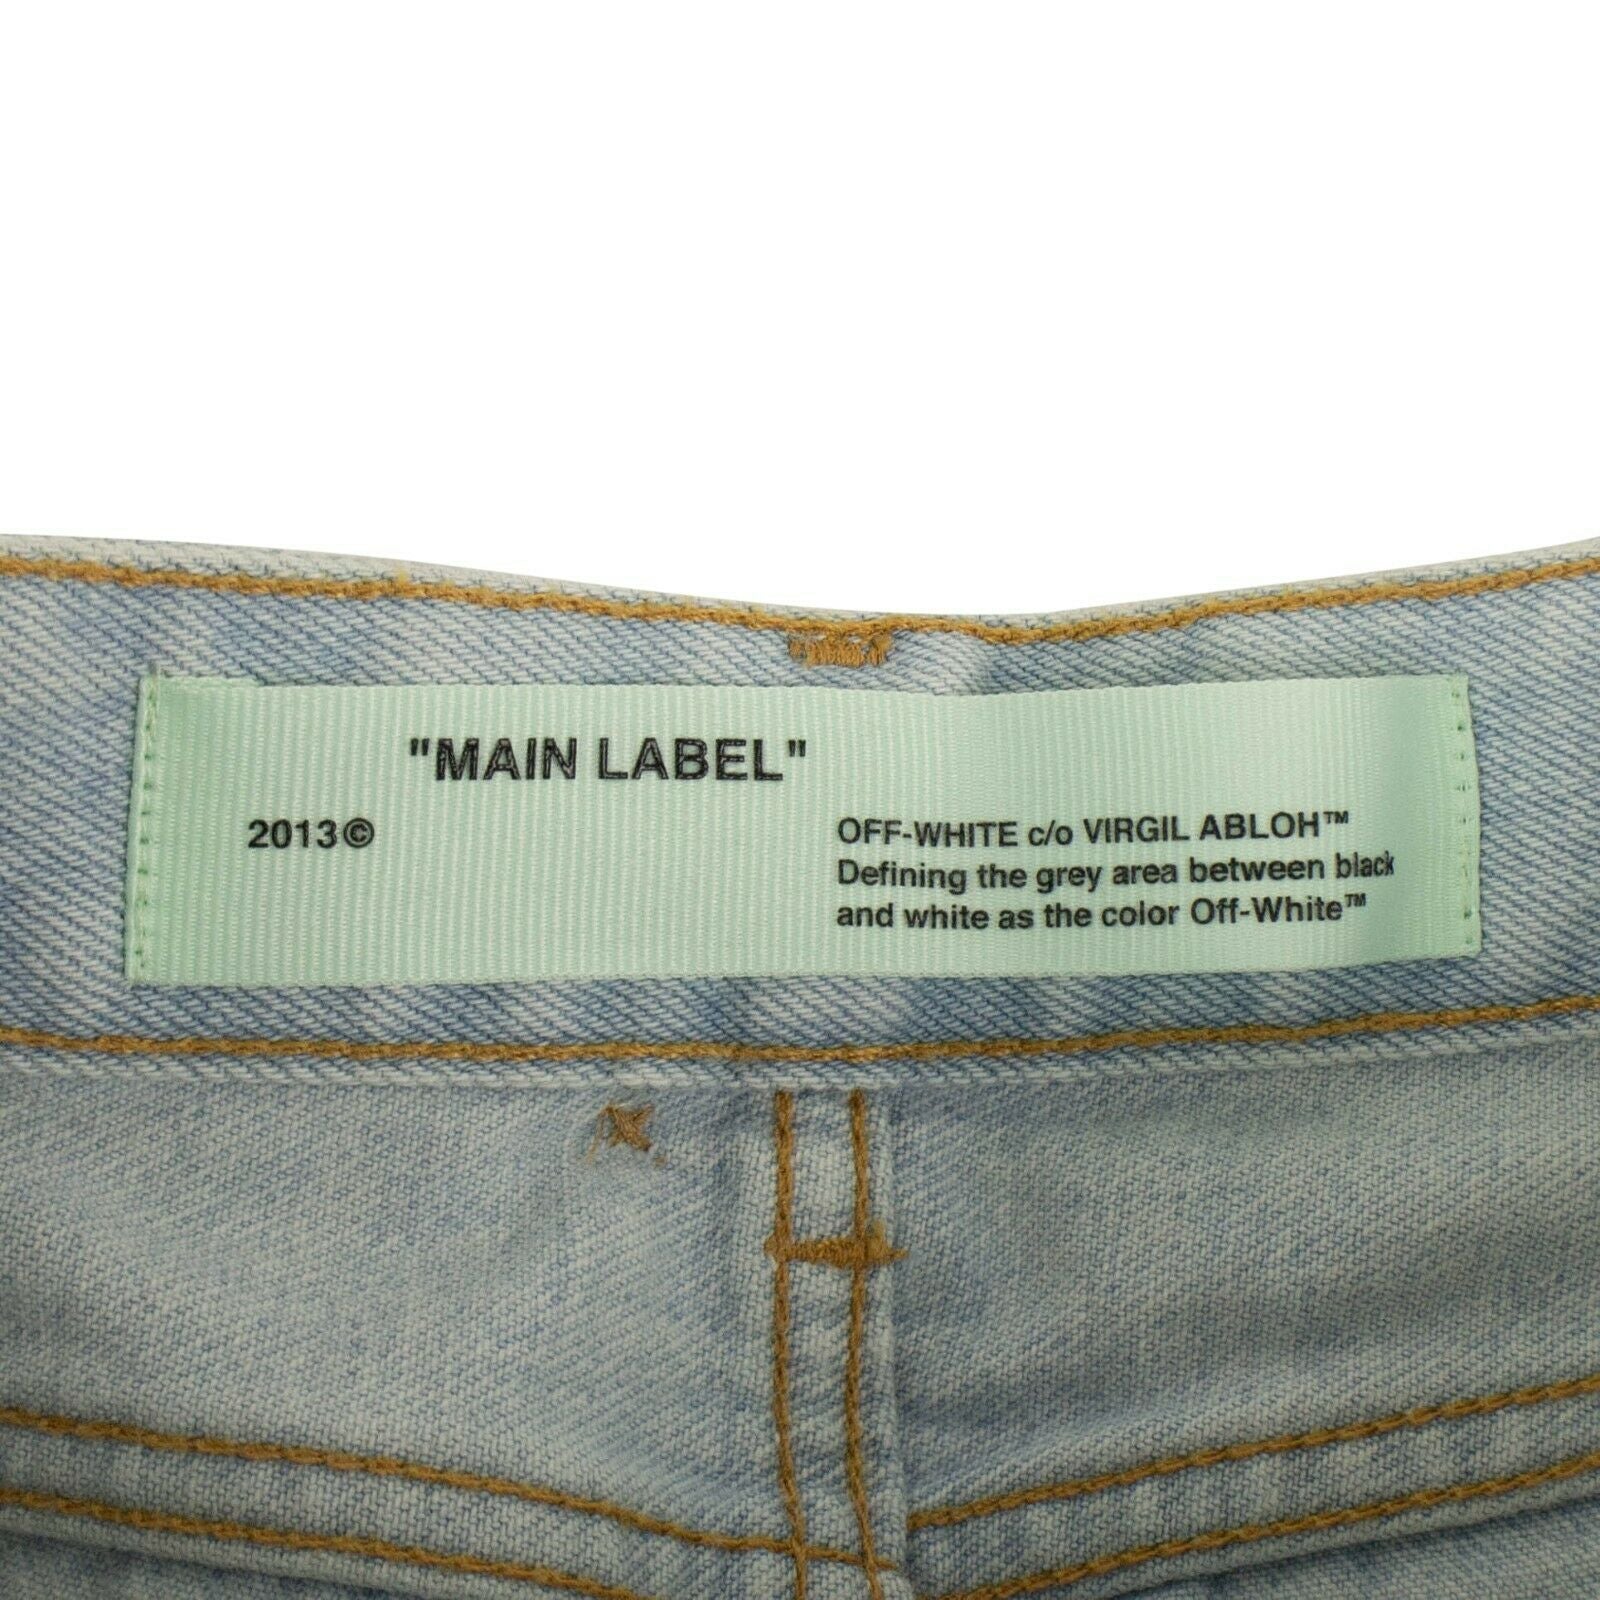 "MAIN LABEL"
2013©
OFF-WHITE c/o VIRGIL ABLOH™
Defining the grey area between black
and white as the color Off-White™